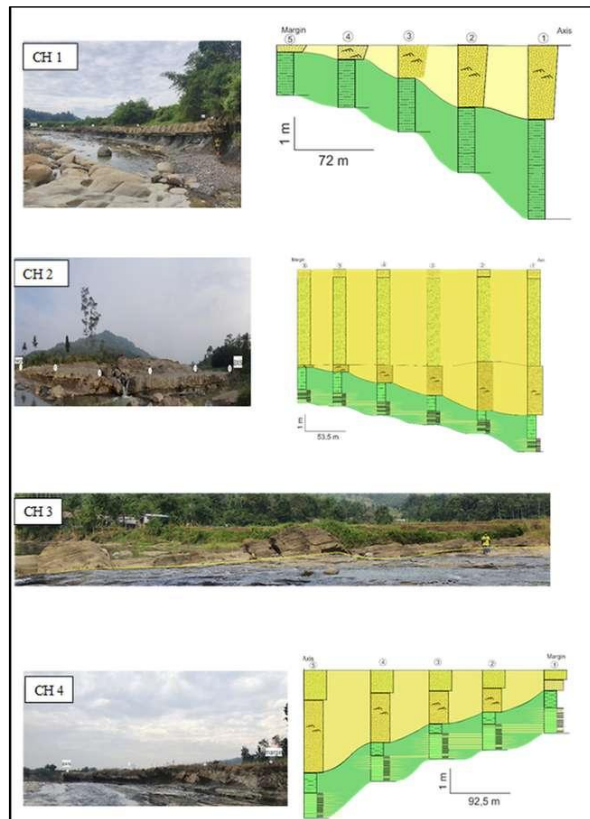 CH 1
Margin
Axis
⑤ ④ ③ ② ①
1 m
72 m
CH 2
Margin
⑥ ⑤ ④ ③ ② ①
1 m
53,5 m
CH 3
CH 4
Axis
Margin
⑤ ④ ③ ② ①
1 m
92,5 m